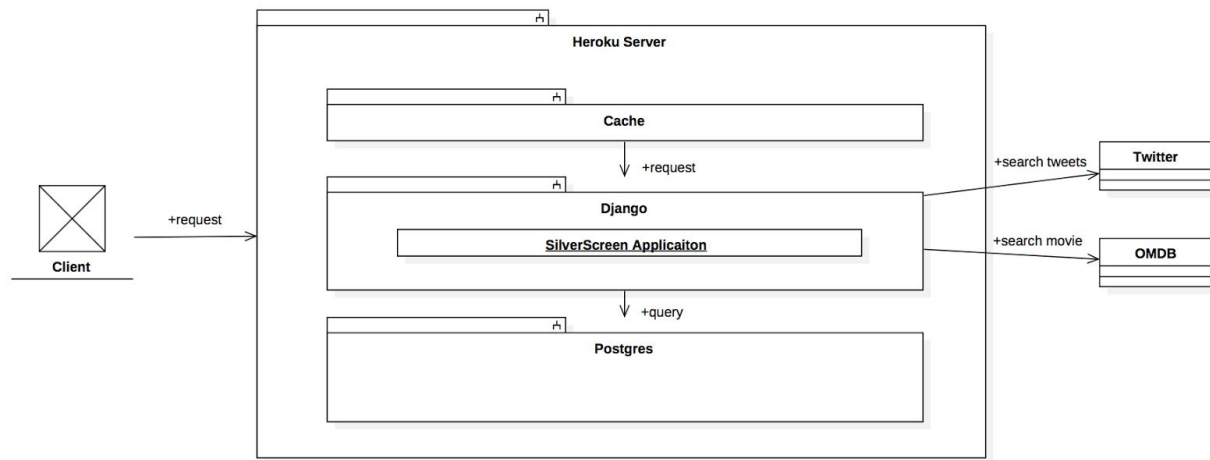 Heroku Server
Cache
+request
+search tweets
Twitter
Django
+request
SilverScreen Applicaiton
+search movie
OMDB
Client
+query
Postgres